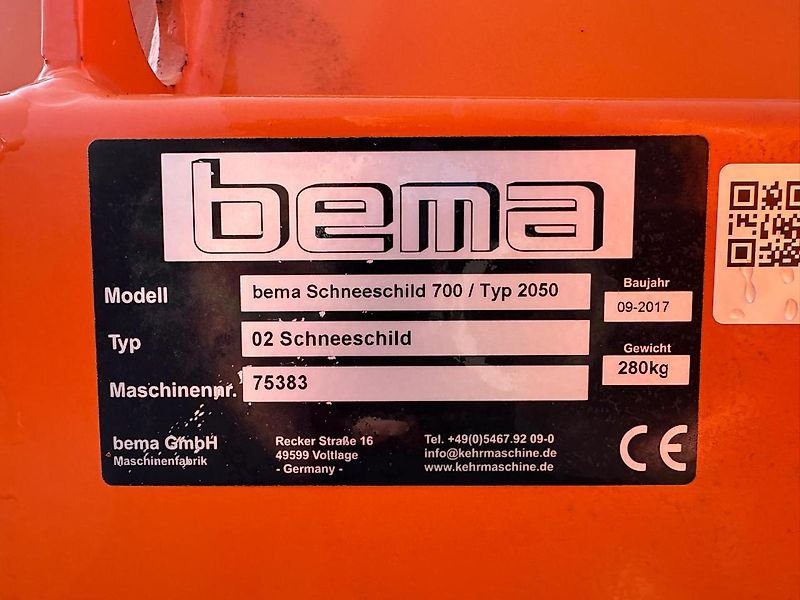 bema
Modell bema Schneeschild 700 / Typ 2050
Baujahr
09-2017
Typ 02 Schneeschild
Gewicht
280kg
Maschinennr. 75383
bema GmbH
Maschinenfabrik
Recker Straße 16
49599 Voltlage
- Germany -
Tel. +49(0)5467.92 09-0
info@kehrmaschine.de
www.kehrmaschine.de
CE